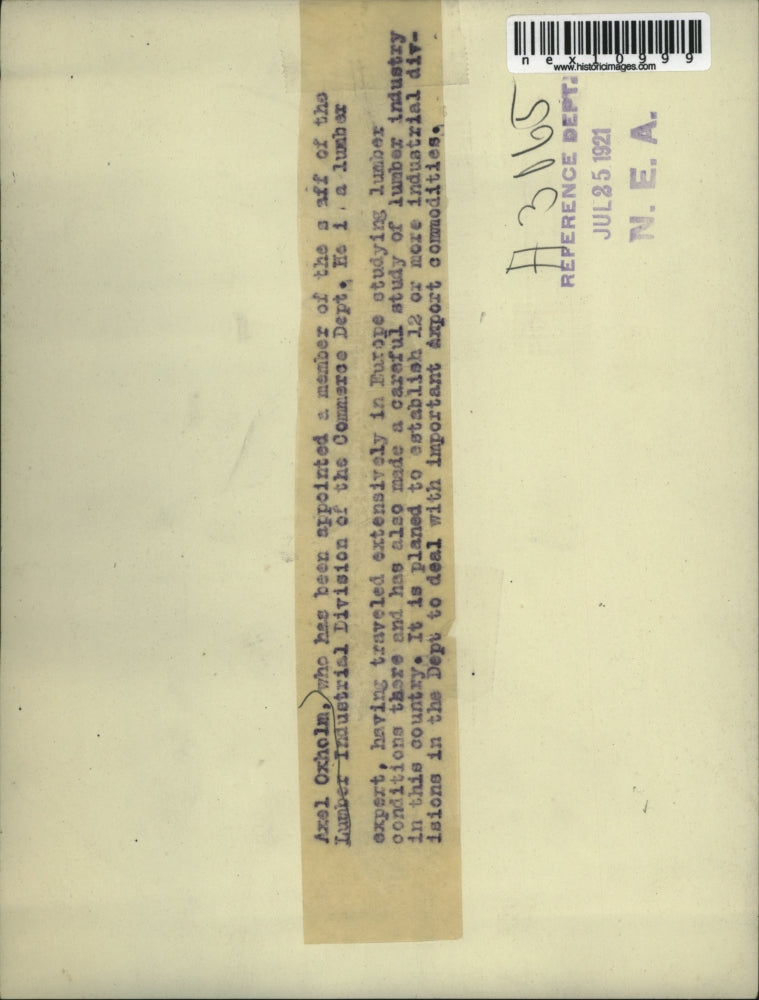 Axel Oxholm, who has been appointed a member of the s aff of the
Lumber Industrial Division of the Commerce Dept. He i a lumber
expert, having traveled extensively in Europe studying lumber
conditions there and has also made a careful study of lumber industry
in this country. It is planed to establish 12 or more industrial div-
isions in the Dept to deal with important export commodities.
nex10999
www.historicimages.com
A 3165
REFERENCE DEPT.
JUL 25 1921
N. E. A.